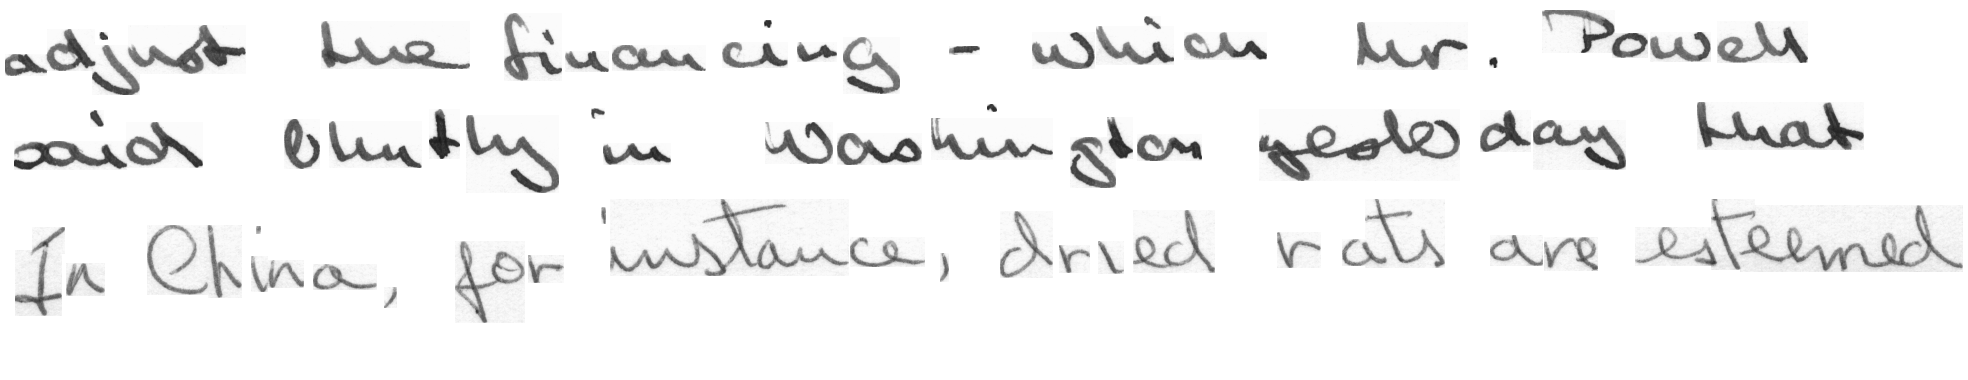 adjust the financing - which Mr. Powell
said bluntly in Washington yesterday that
In China, for instance, dried rats are esteemed